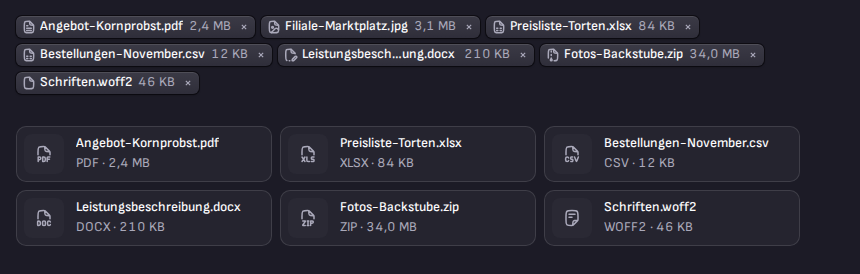 Angebot-Kornprobst.pdf 2,4 MB × Filiale-Marktplatz.jpg 3,1 MB × Preisliste-Torten.xlsx 84 KB ×
Bestellungen-November.csv 12 KB × Leistungsbesch...ung.docx 210 KB × Fotos-Backstube.zip 34,0 MB ×
Schriften.woff2 46 KB ×
PDF Angebot-Kornprobst.pdf
PDF · 2,4 MB
XLS Preisliste-Torten.xlsx
XLSX · 84 KB
CSV Bestellungen-November.csv
CSV · 12 KB
DOC Leistungsbeschreibung.docx
DOCX · 210 KB
ZIP Fotos-Backstube.zip
ZIP · 34,0 MB
Schriften.woff2
WOFF2 · 46 KB